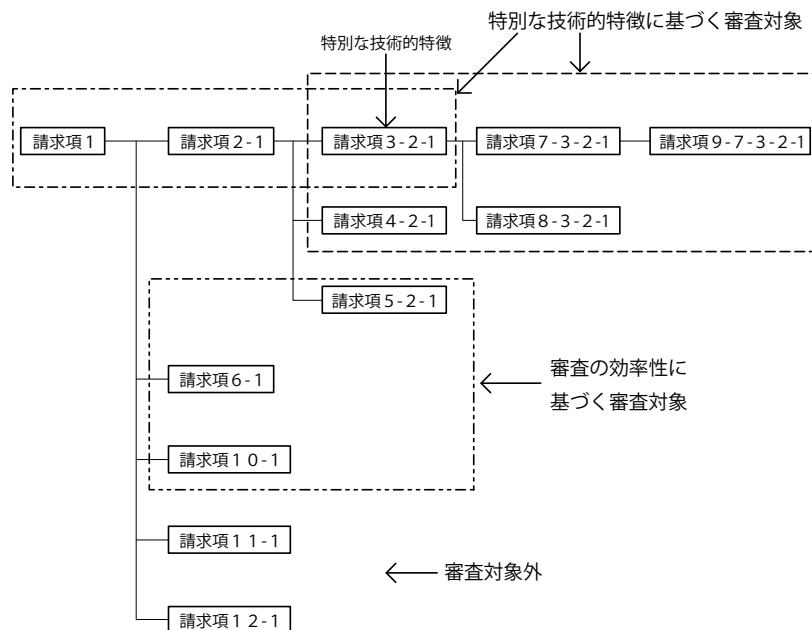 特別な技術的特徴に基づく審査対象
特別な技術的特徴
請求項1
請求項2-1
請求項3-2-1
請求項7-3-2-1
請求項9-7-3-2-1
請求項4-2-1
請求項8-3-2-1
請求項5-2-1
請求項6-1
審査の効率性に
基づく審査対象
請求項10-1
請求項11-1
審査対象外
請求項12-1